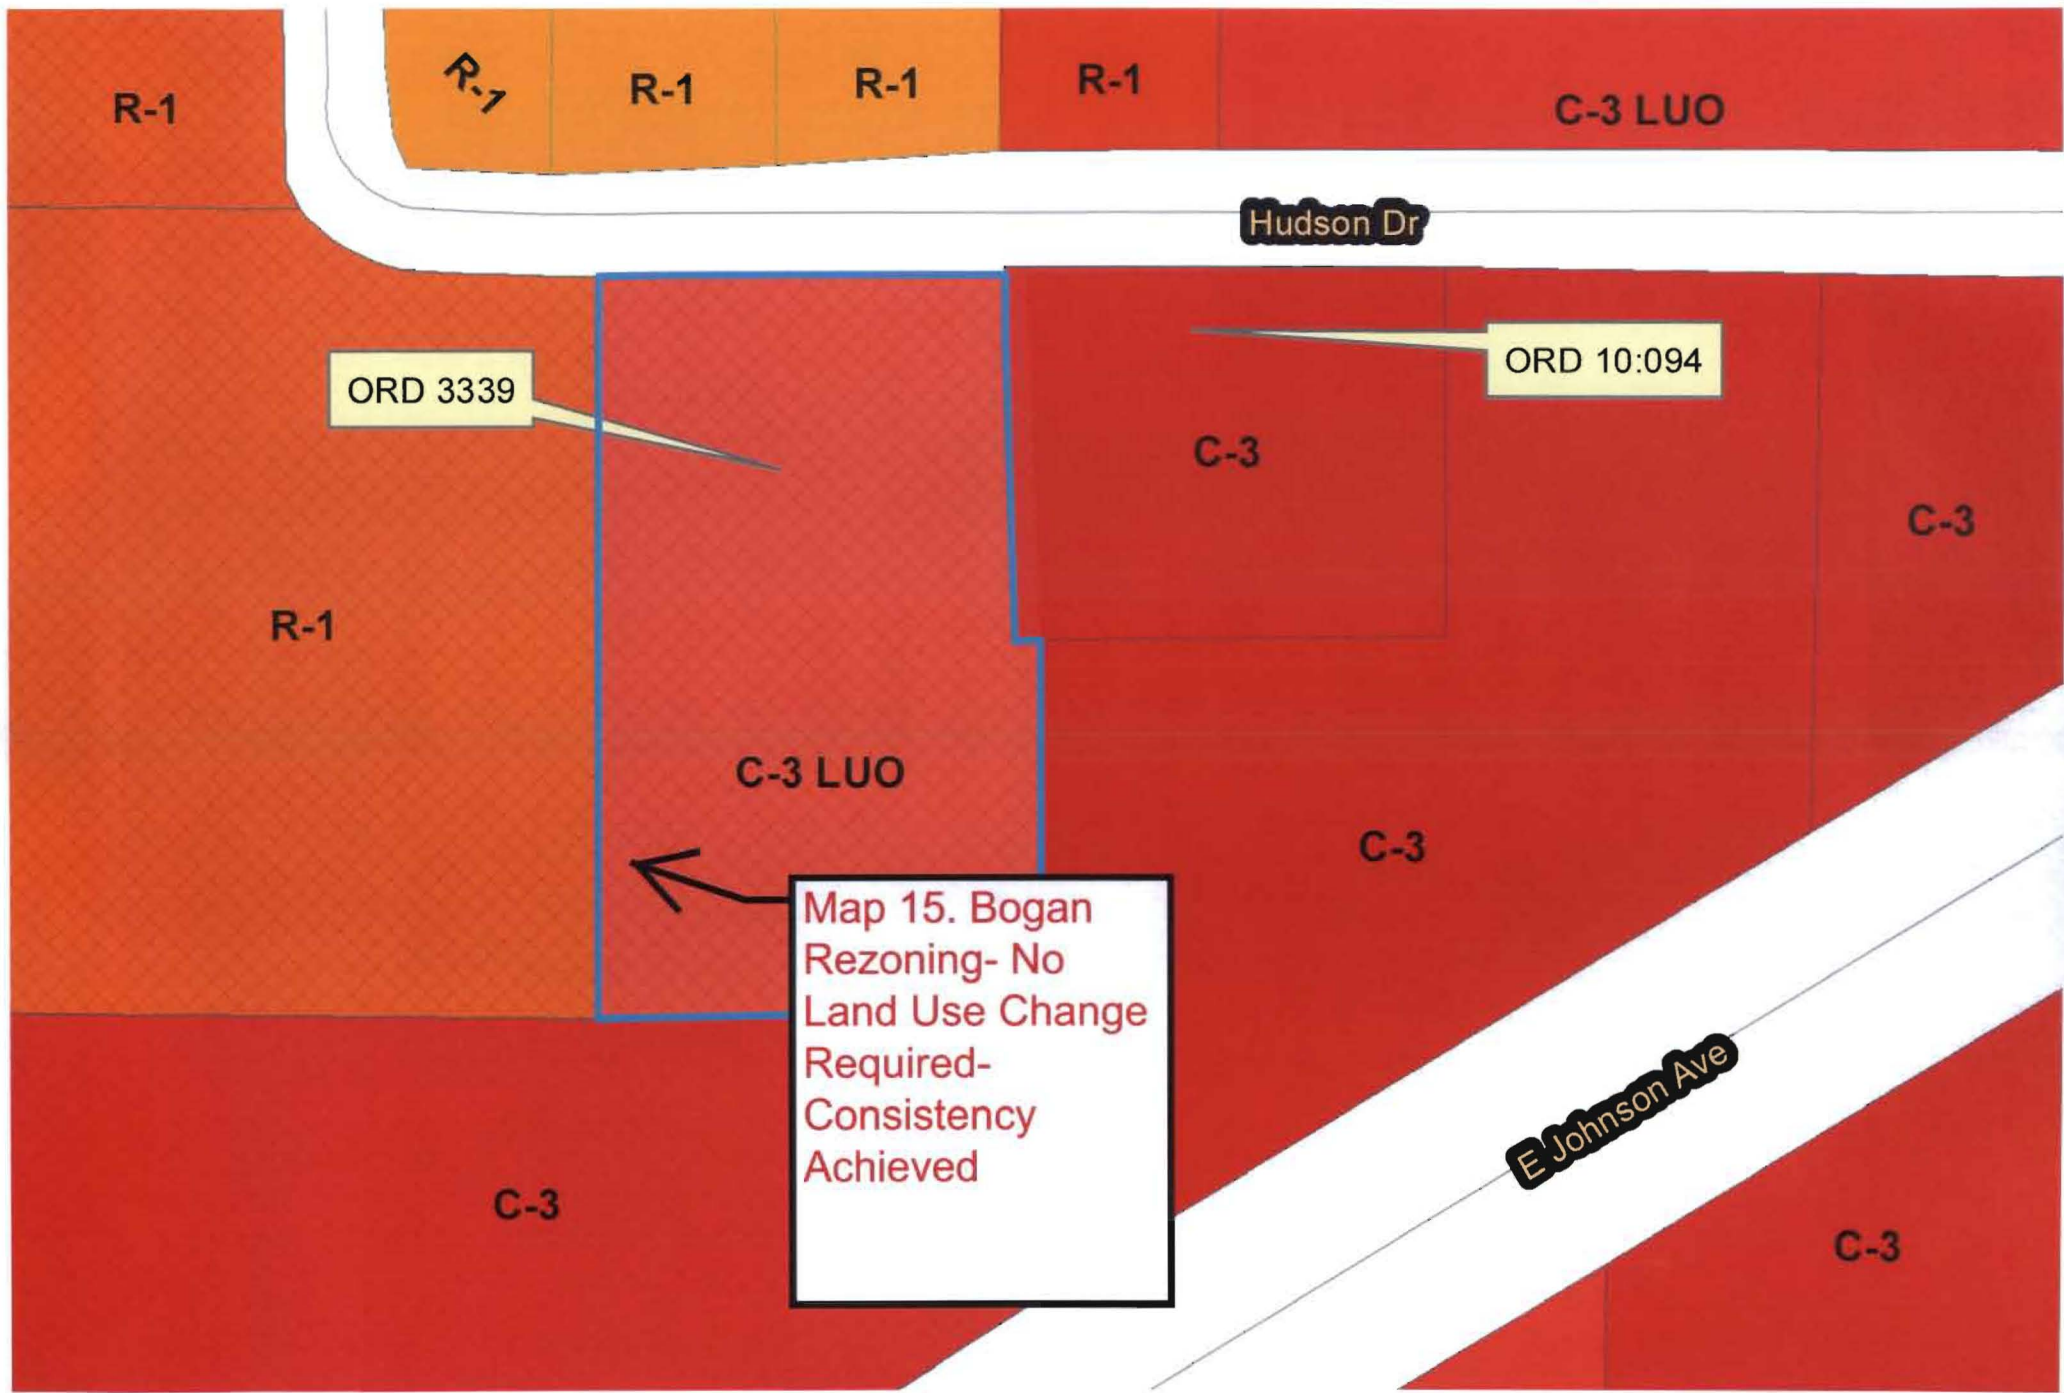 R-1
R-1
R-1
R-1
R-1
C-3 LUO
Hudson Dr
ORD 3339
ORD 10:094
C-3
C-3
R-1
C-3 LUO
C-3
Map 15. Bogan
Rezoning- No
Land Use Change
Required-
Consistency
Achieved
E Johnson Ave
C-3
C-3